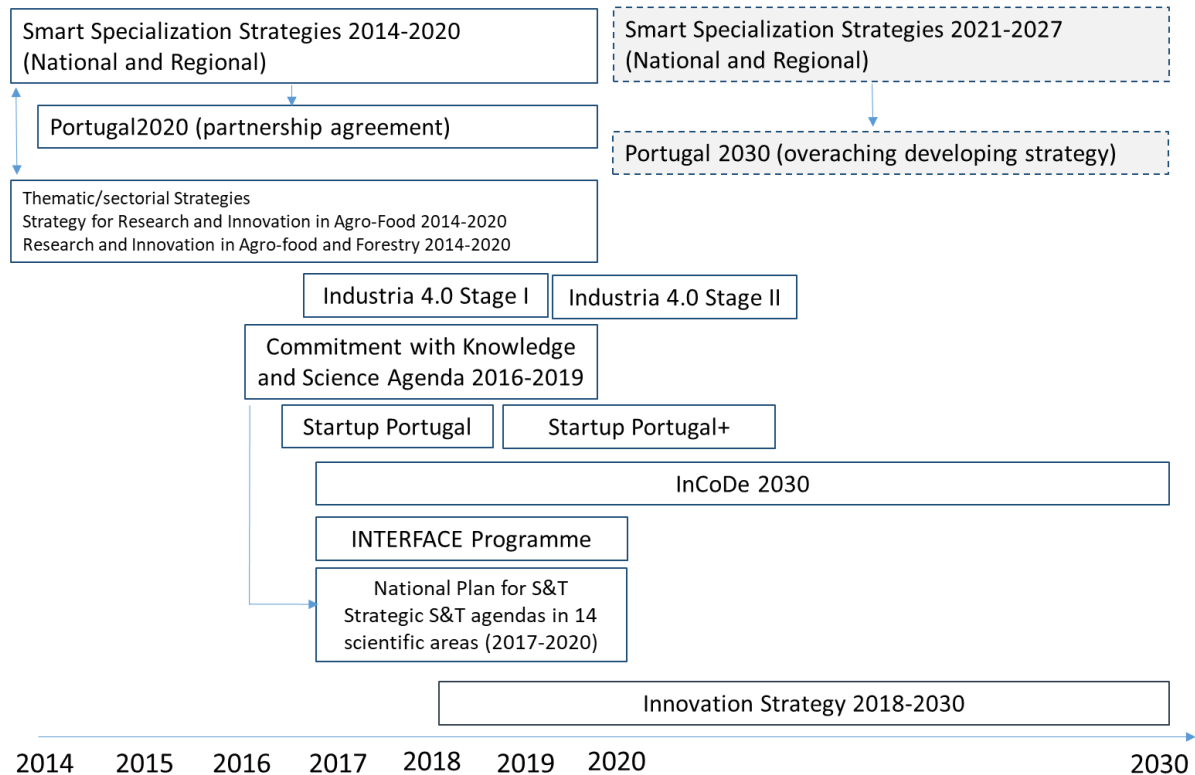 Smart Specialization Strategies 2014-2020
(National and Regional)
Smart Specialization Strategies 2021-2027
(National and Regional)
Portugal2020 (partnership agreement)
Portugal 2030 (overaching developing strategy)
Thematic/sectorial Strategies
Strategy for Research and Innovation in Agro-Food 2014-2020
Research and Innovation in Agro-food and Forestry 2014-2020
Industria 4.0 Stage I
Industria 4.0 Stage II
Commitment with Knowledge
and Science Agenda 2016-2019
Startup Portugal
Startup Portugal+
InCoDe 2030
INTERFACE Programme
National Plan for S&T
Strategic S&T agendas in 14
scientific areas (2017-2020)
Innovation Strategy 2018-2030
2014 2015 2016 2017 2018 2019 2020 2030